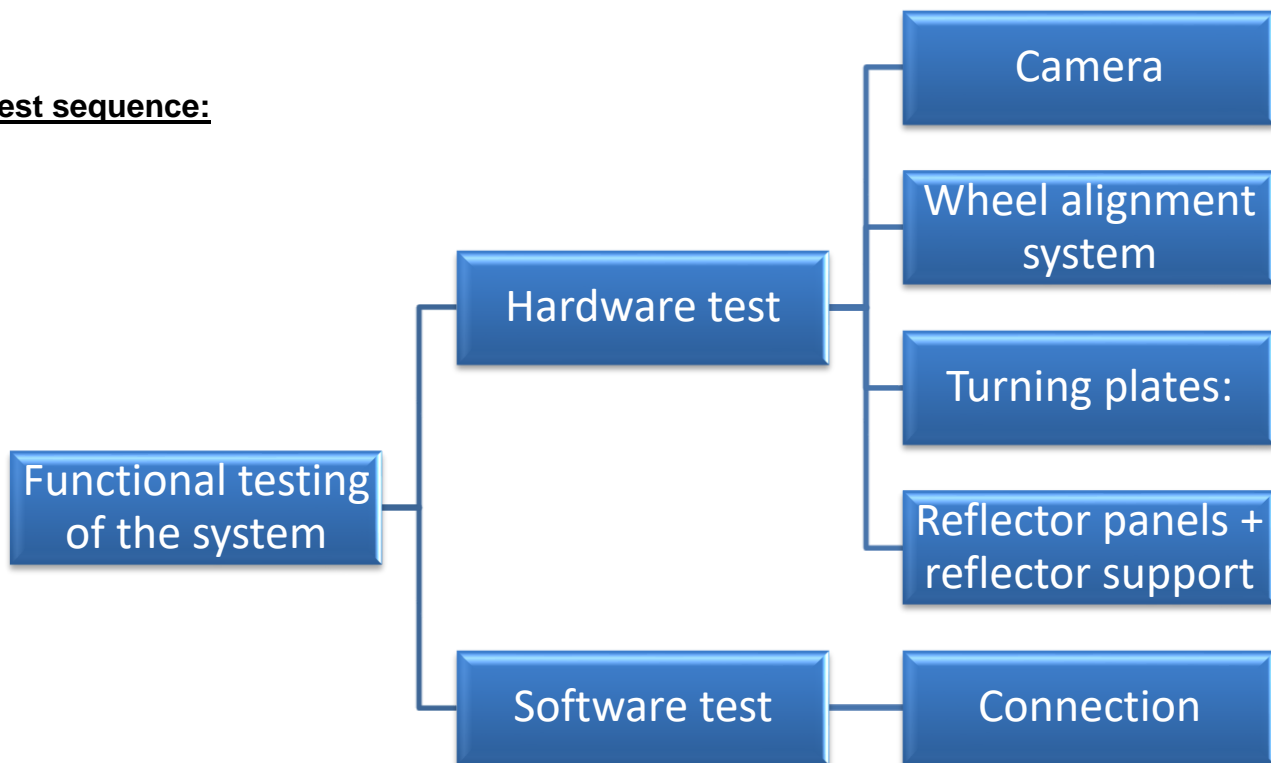 est sequence:
Camera
Wheel alignment
system
Hardware test
Turning plates:
Functional testing
of the system
Reflector panels +
reflector support
Software test
Connection